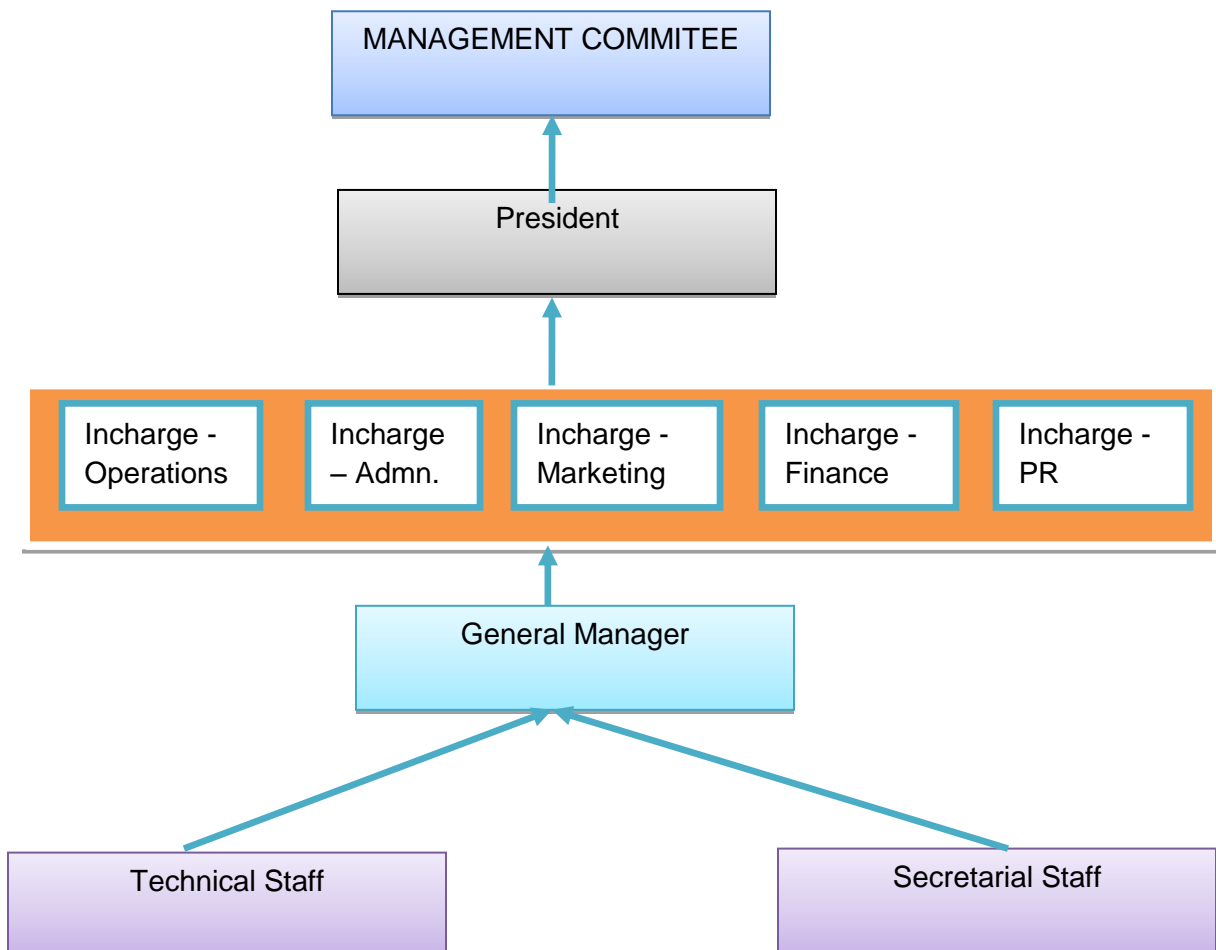 MANAGEMENT COMMITEE
President
Incharge -
Operations
Incharge
– Admn.
Incharge -
Marketing
Incharge -
Finance
Incharge -
PR
General Manager
Technical Staff
Secretarial Staff